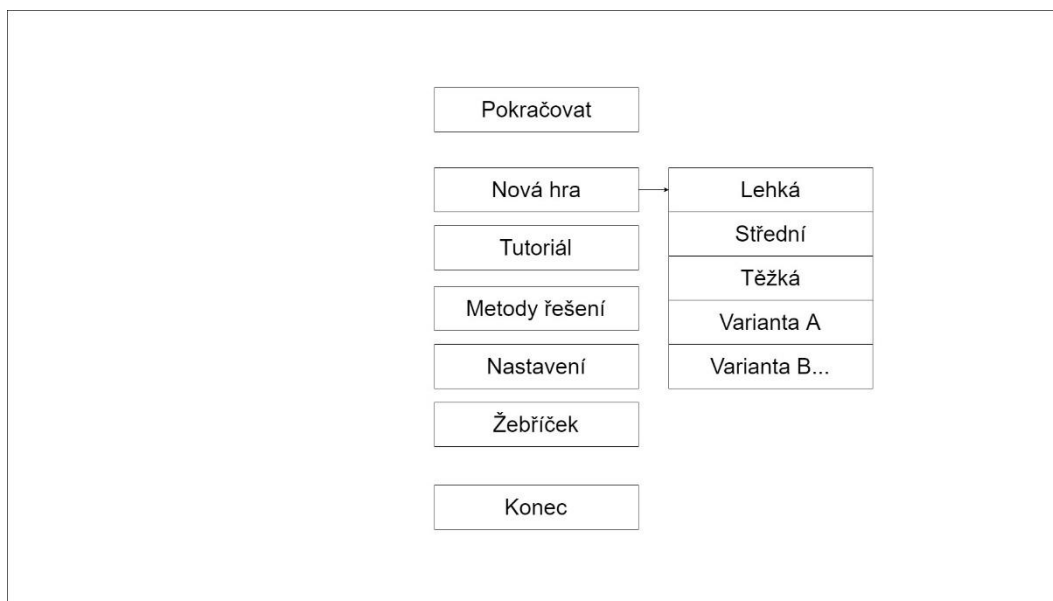 Pokračovat
Nová hra
Lehká
Střední
Těžká
Varianta A
Varianta B...
Tutoriál
Metody řešení
Nastavení
Žebříček
Konec